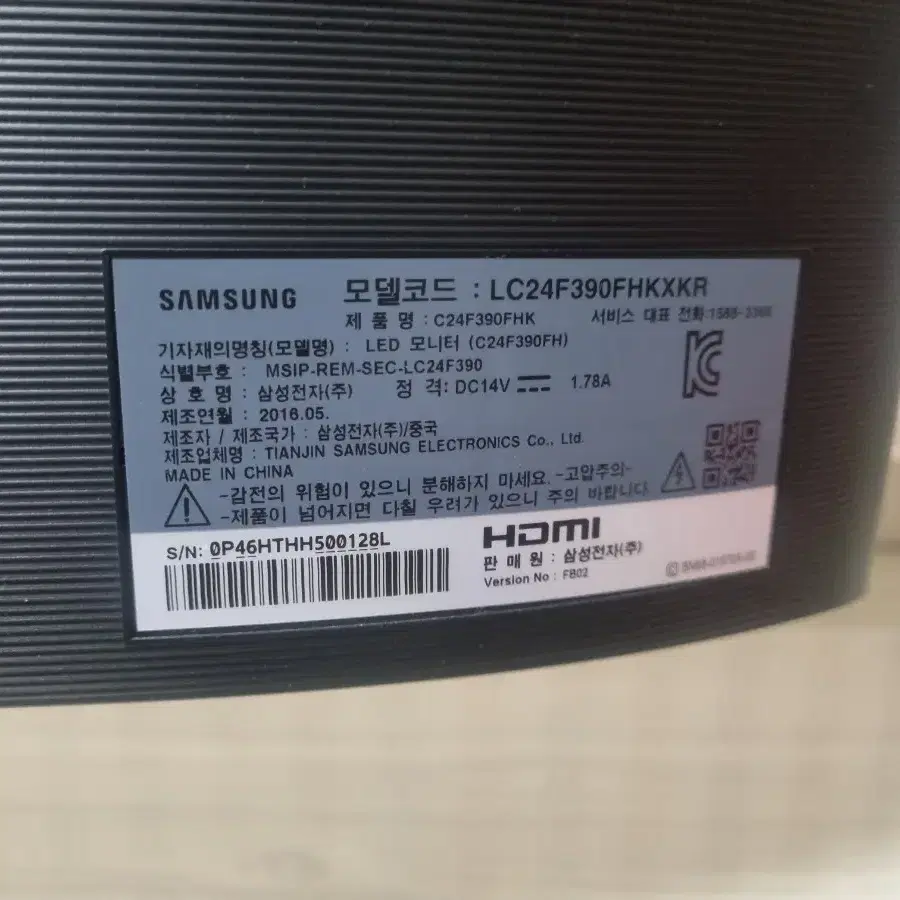 SAMSUNG 모델코드 : LC24F390FHKXKR
제 품 명 : C24F390FHK 서비스 대표 전화:1588-3366
기자재의명칭(모델명) : LED 모니터 (C24F390FH)
식별부호 : MSIP-REM-SEC-LC24F390
상 호 명 : 삼성전자(주) 정 격: DC14V 1.78A
제조연월 : 2016.05.
제조자 / 제조국가 : 삼성전자(주)/중국
제조업체명 : TIANJIN SAMSUNG ELECTRONICS Co., Ltd.
MADE IN CHINA
-감전의 위험이 있으니 분해하지 마세요. -고압주의-
-제품이 넘어지면 다칠 우려가 있으니 주의 바랍니다.
S/N: 0P46HTHH500128L
HDMI
판 매 원 : 삼성전자(주)
Version No : FB02